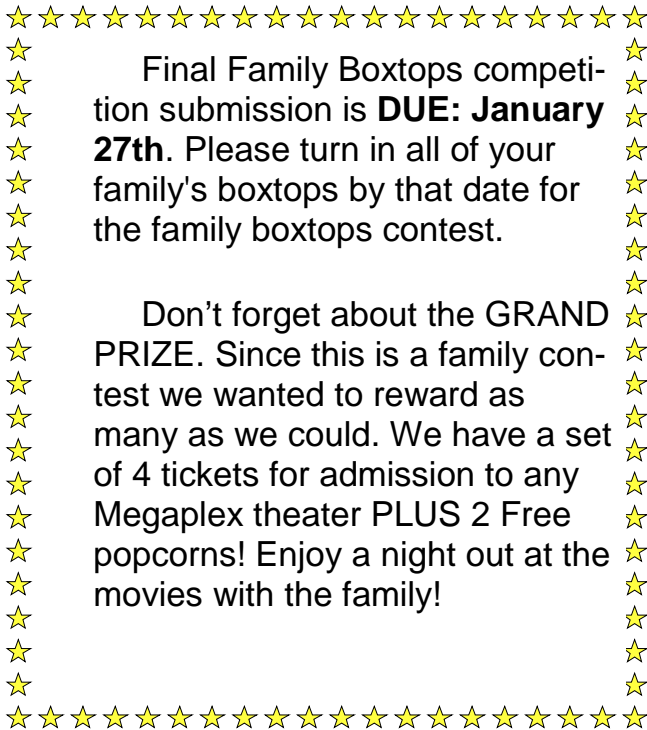 Final Family Boxtops competi-
tion submission is DUE: January
27th. Please turn in all of your
family's boxtops by that date for
the family boxtops contest.
Don’t forget about the GRAND
PRIZE. Since this is a family con-
test we wanted to reward as
many as we could. We have a set
of 4 tickets for admission to any
Megaplex theater PLUS 2 Free
popcorns! Enjoy a night out at the
movies with the family!